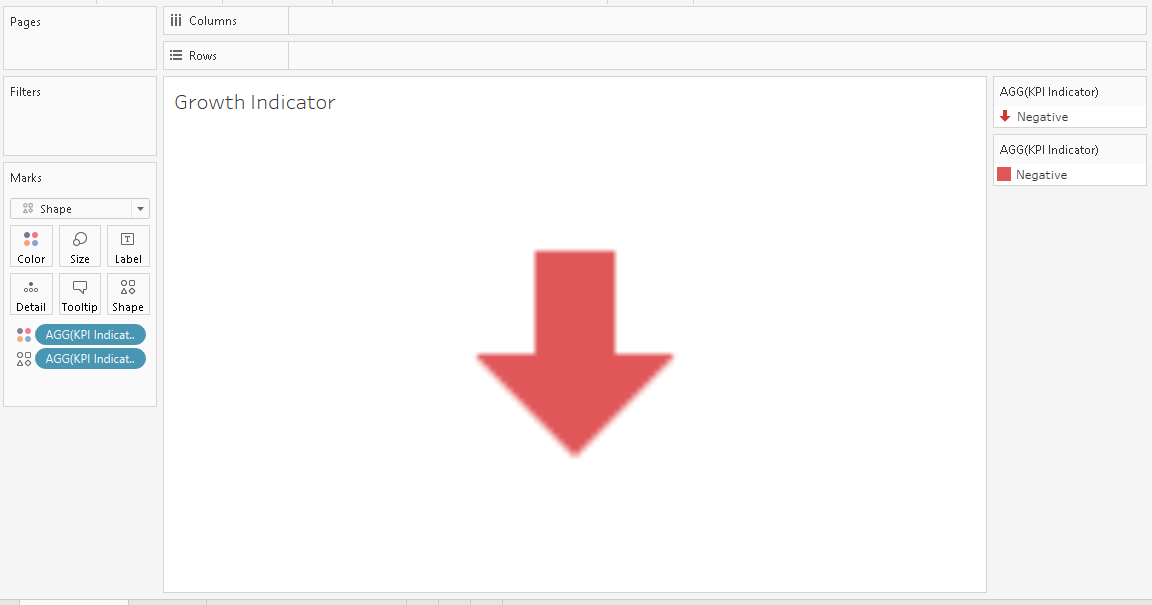 Pages
Columns
Rows
Filters
Growth Indicator
AGG(KPI Indicator)
Negative
AGG(KPI Indicator)
Negative
Marks
Shape
Color
Size
Label
Detail
Tooltip
Shape
AGG(KPI Indicat..
AGG(KPI Indicat..